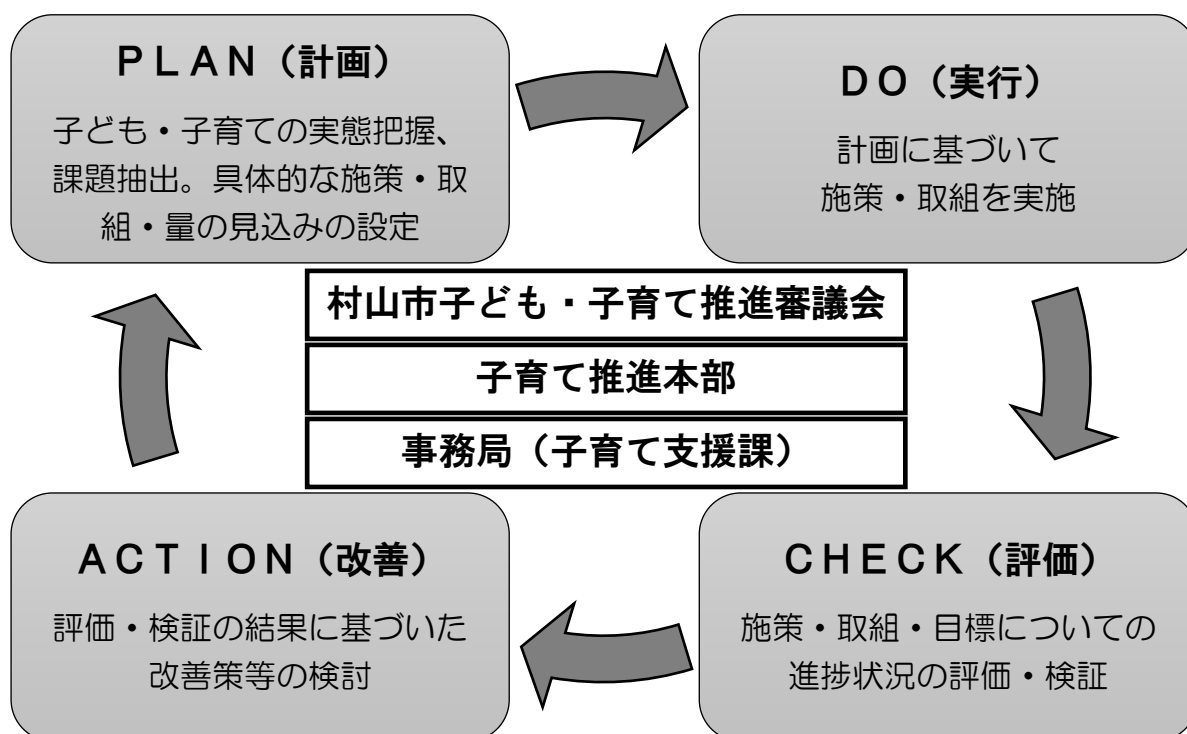 ＰＬＡＮ（計画）
子ども・子育ての実態把握、
課題抽出。具体的な施策・取
組・量の見込みの設定
ＤＯ（実行）
計画に基づいて
施策・取組を実施
村山市子ども・子育て推進審議会
子育て推進本部
事務局（子育て支援課）
ＡＣＴＩＯＮ（改善）
評価・検証の結果に基づいた
改善策等の検討
ＣＨＥＣＫ（評価）
施策・取組・目標についての
進捗状況の評価・検証